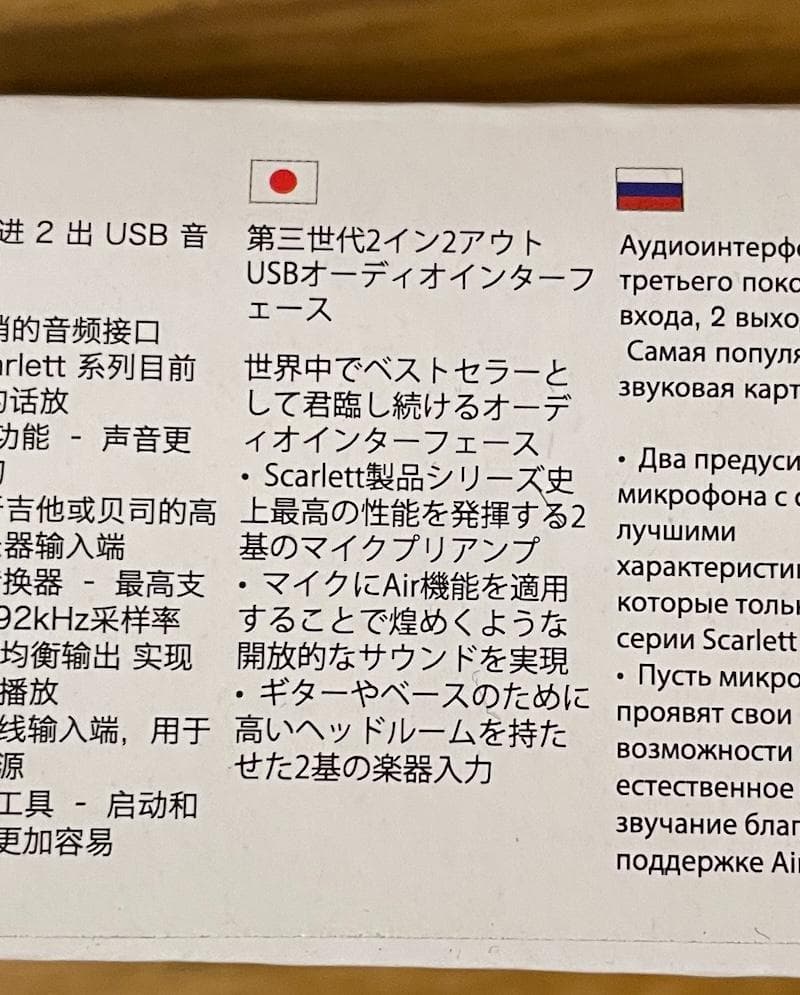 进 2 出 USB 音
的音频接口
arlett 系列目前
的话放
功能 - 声音更
吉他或贝司的高
器输入端
换器 - 最高支
92kHz采样率
均衡输出 实现
播放
线输入端，用于
源
工具 - 启动和
更加容易
第三世代2イン2アウト
USBオーディオインターフ
ェース
世界中でベストセラーと
して君臨し続けるオーデ
ィオインターフェース
• Scarlett製品シリーズ史
上最高の性能を発揮する2
基のマイクプリアンプ
• マイクにAir機能を適用
することで煌めくような
開放的なサウンドを実現
• ギターやベースのために
高いヘッドルームを持た
せた2基の楽器入力
Аудиоинтерфе
третьего поко
входа, 2 выхо
Самая популя
звуковая карт
• Два предуси
микрофона с
лучшими
характеристи
которые толь
серии Scarlett
• Пусть микро
проявят свои
возможности
естественное
звучание благ
поддержке Ai